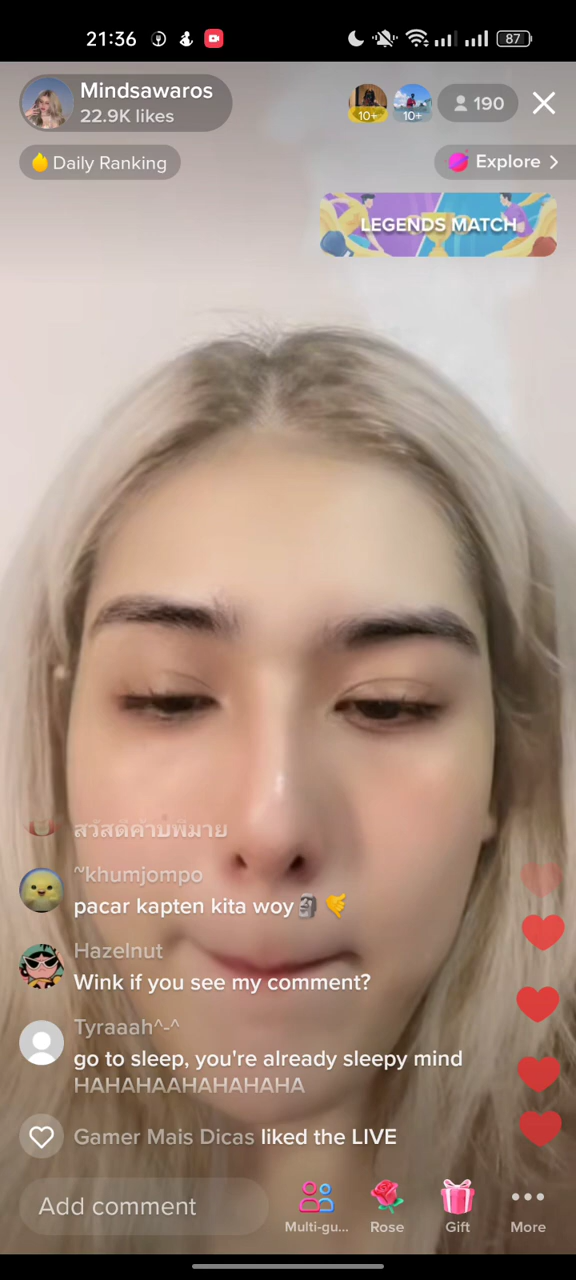 21:36
87
Mindsawaros
22.9K likes
10+
10+
190
Daily Ranking
Explore
LEGENDS MATCH
สวัสดีค่าบพี่มาย
~khumjompo
pacar kapten kita woy🗿🤙
Hazelnut
Wink if you see my comment?
Tyraaah^-^
go to sleep, you're already sleepy mind
HAHAHAAHAHAHAHA
Gamer Mais Dicas liked the LIVE
Add comment
Multi-gu...
Rose
Gift
More